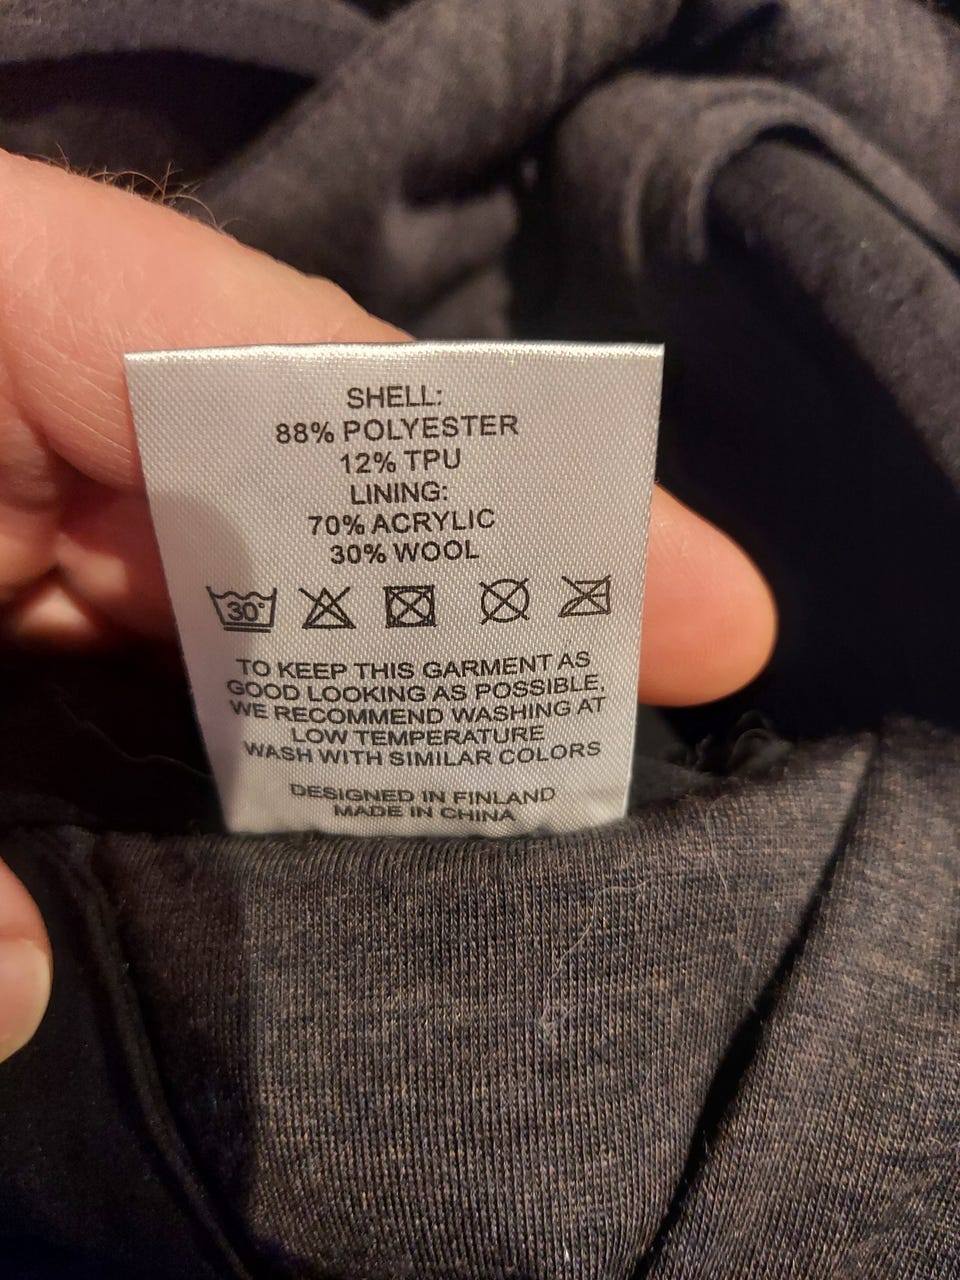 SHELL:
88% POLYESTER
12% TPU
LINING:
70% ACRYLIC
30% WOOL
30°
TO KEEP THIS GARMENT AS
GOOD LOOKING AS POSSIBLE,
WE RECOMMEND WASHING AT
LOW TEMPERATURE
WASH WITH SIMILAR COLORS
DESIGNED IN FINLAND
MADE IN CHINA